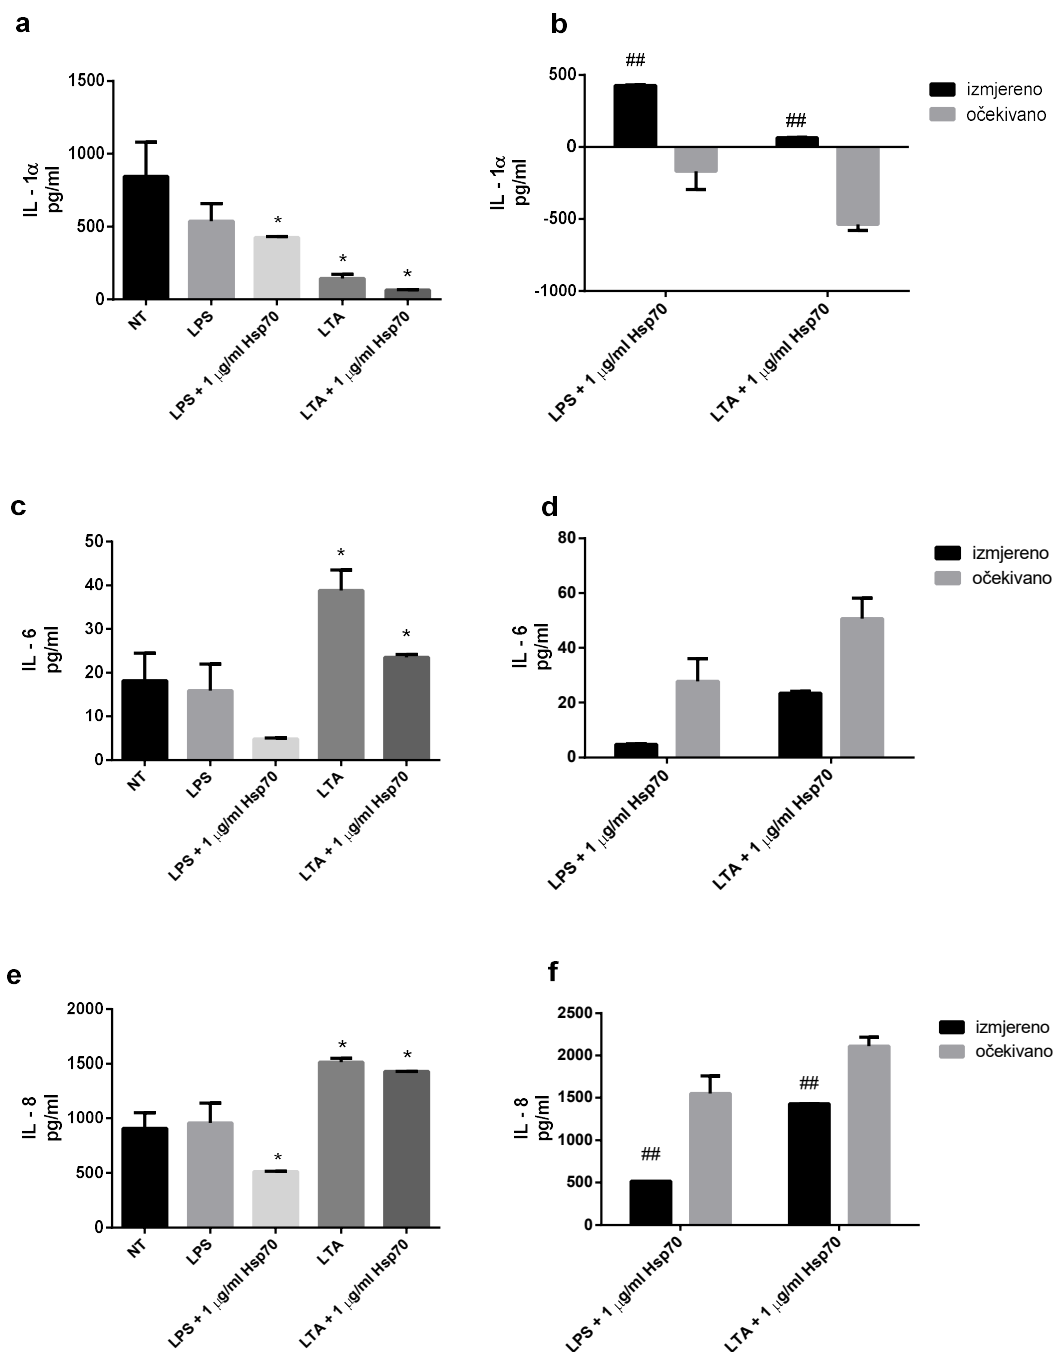 a
1500
1000
500
0
IL - 1α
pg/ml
*
*
*
NT
LPS
LPS + 1 μg/ml Hsp70
LTA
LTA + 1 μg/ml Hsp70
b
500
0
-500
-1000
IL - 1α
pg/ml
##
##
izmjereno
očekivano
LPS + 1 μg/ml Hsp70
LTA + 1 μg/ml Hsp70
c
50
40
30
20
10
0
IL - 6
pg/ml
*
*
NT
LPS
LPS + 1 μg/ml Hsp70
LTA
LTA + 1 μg/ml Hsp70
d
80
60
40
20
0
IL - 6
pg/ml
izmjereno
očekivano
LPS + 1 μg/ml Hsp70
LTA + 1 μg/ml Hsp70
e
2000
1500
1000
500
0
IL - 8
pg/ml
*
*
*
NT
LPS
LPS + 1 μg/ml Hsp70
LTA
LTA + 1 μg/ml Hsp70
f
2500
2000
1500
1000
500
0
IL - 8
pg/ml
##
##
izmjereno
očekivano
LPS + 1 μg/ml Hsp70
LTA + 1 μg/ml Hsp70